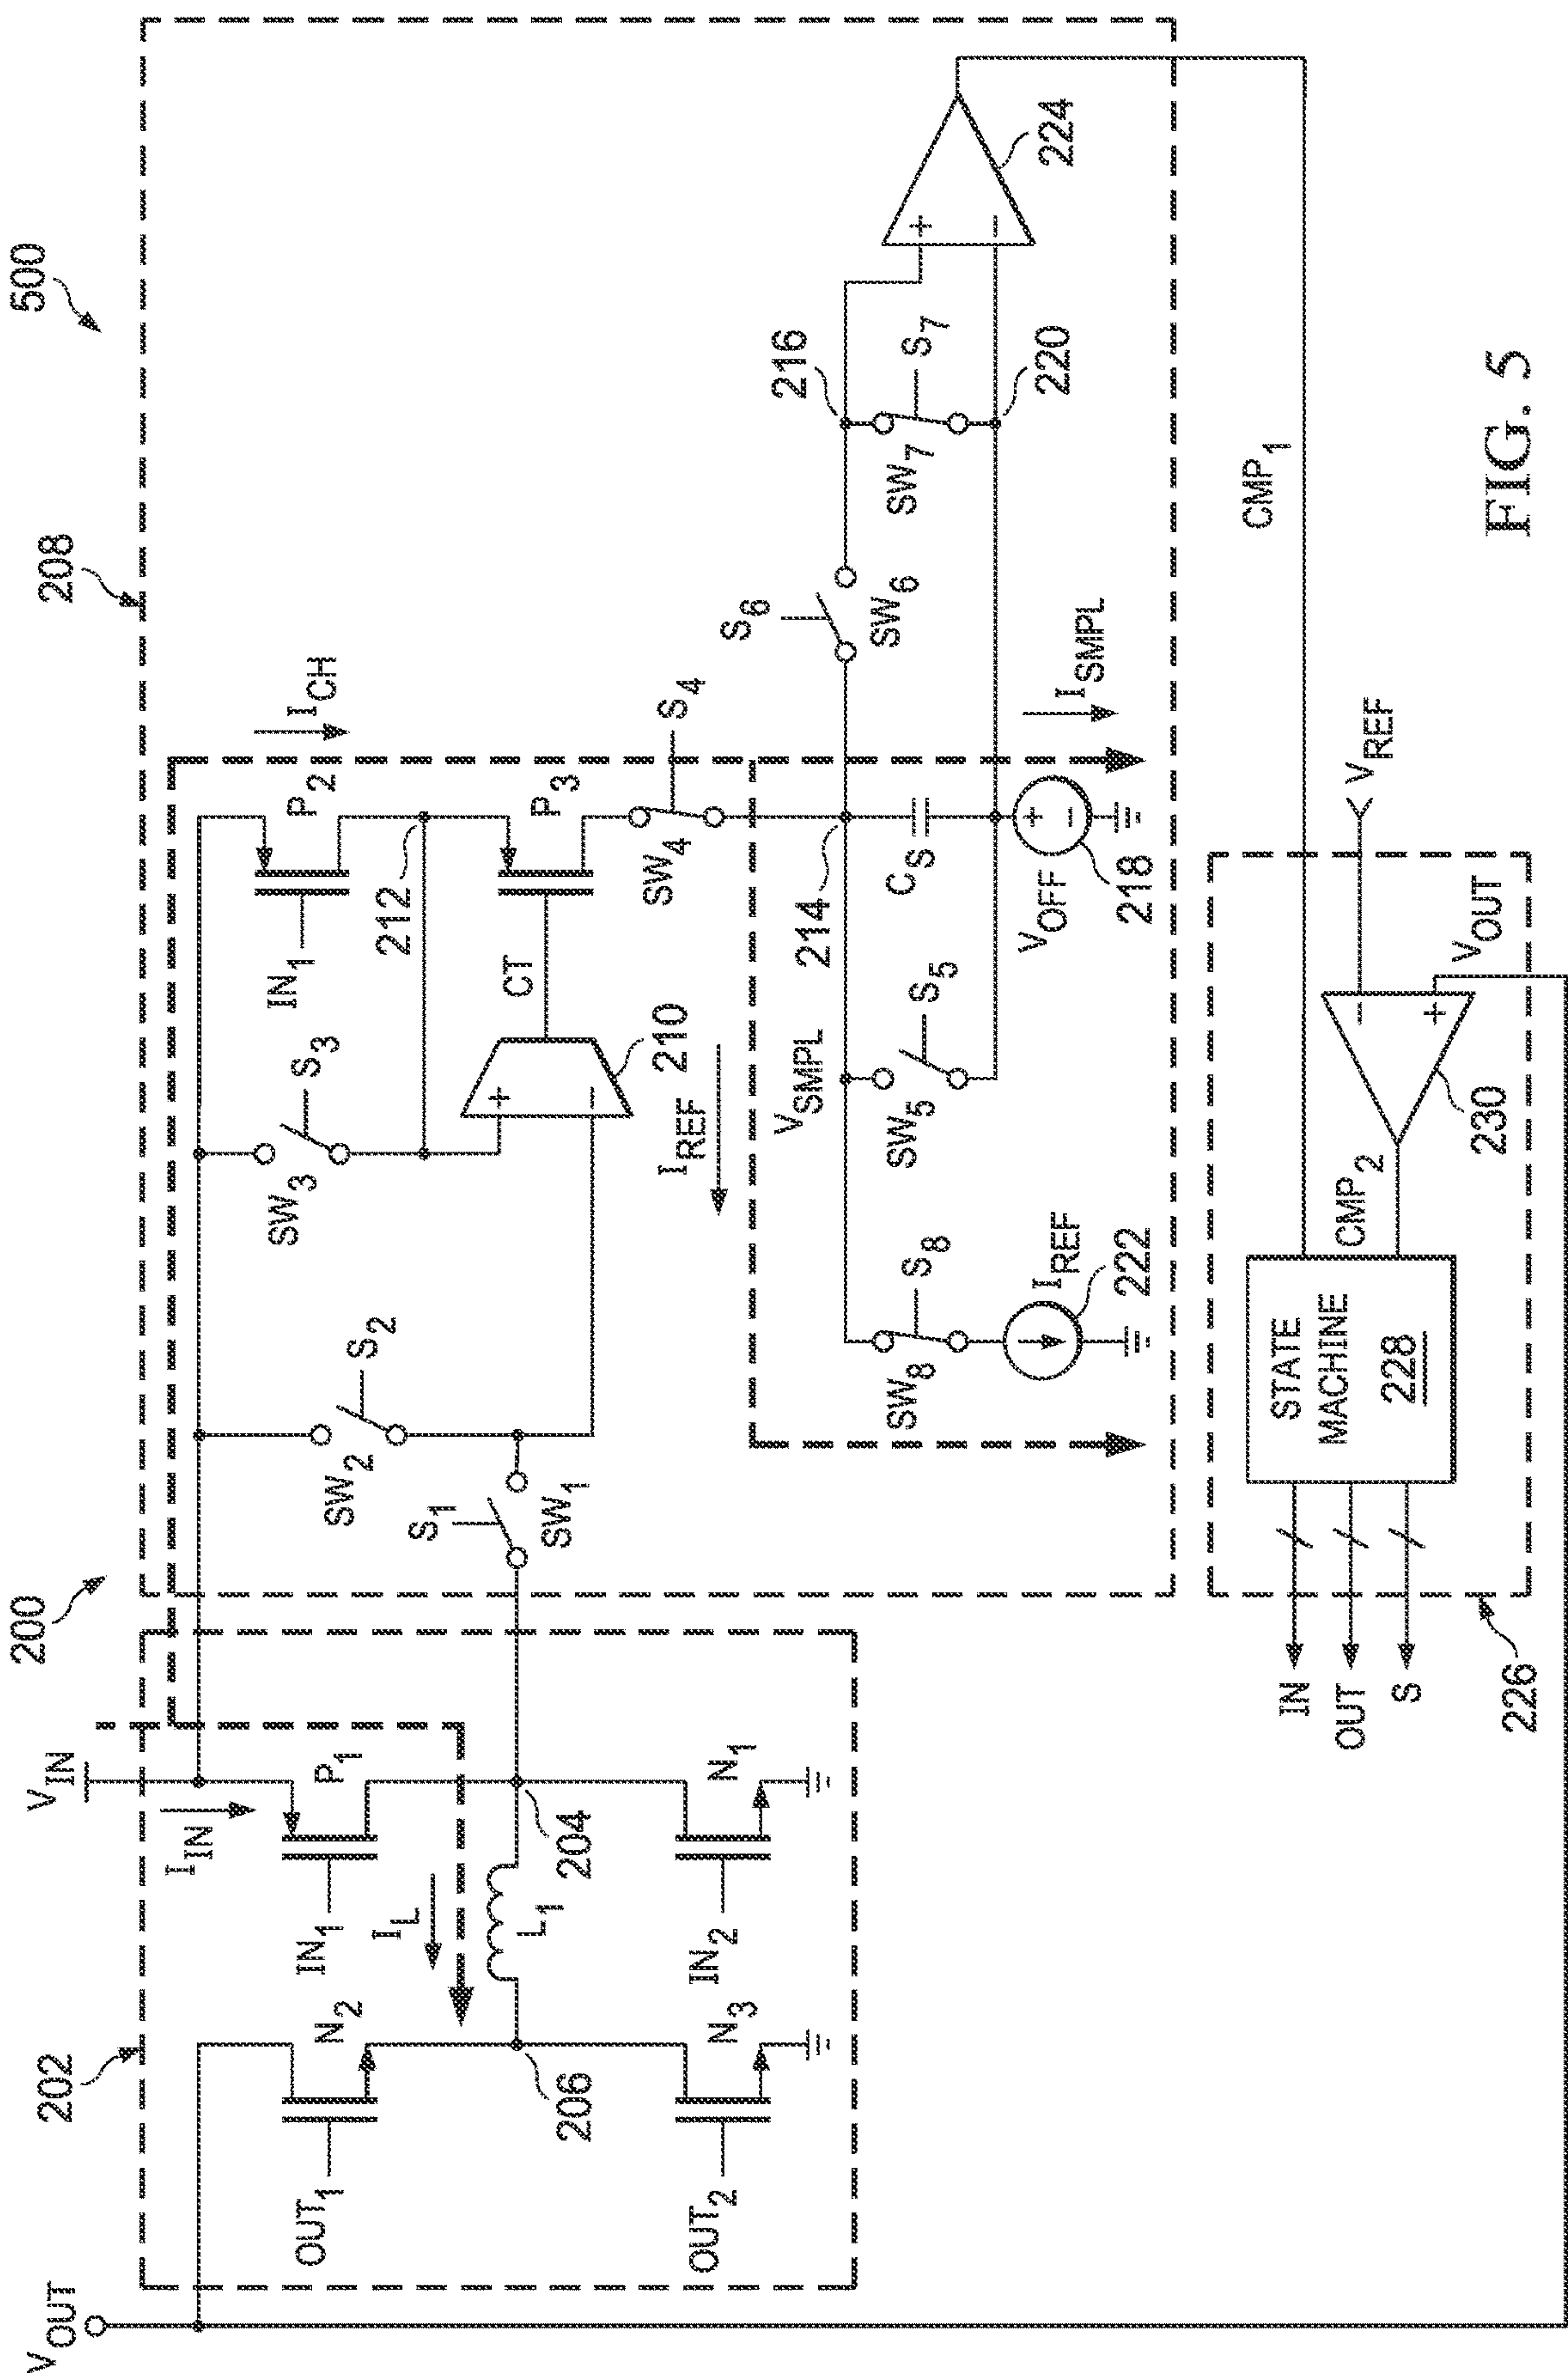 500
200
208
202
V_IN
I_IN
P_1
IN_1
I_L
L_1
204
N_1
IN_2
V_OUT
N_2
OUT_1
206
N_3
OUT_2
S_1
SW_1
S_2
SW_2
S_3
SW_3
I_CH
P_2
IN_1
212
+
−
210
CT
P_3
S_4
SW_4
I_REF
V_SMPL
214
S_5
SW_5
C_S
V_OFF
+
−
218
I_SMPL
S_8
SW_8
I_REF
222
S_6
SW_6
216
S_7
SW_7
220
+
−
224
CMP_1
V_REF
V_OUT
−
+
230
CMP_2
STATE
MACHINE
228
IN
OUT
S
226
FIG. 5